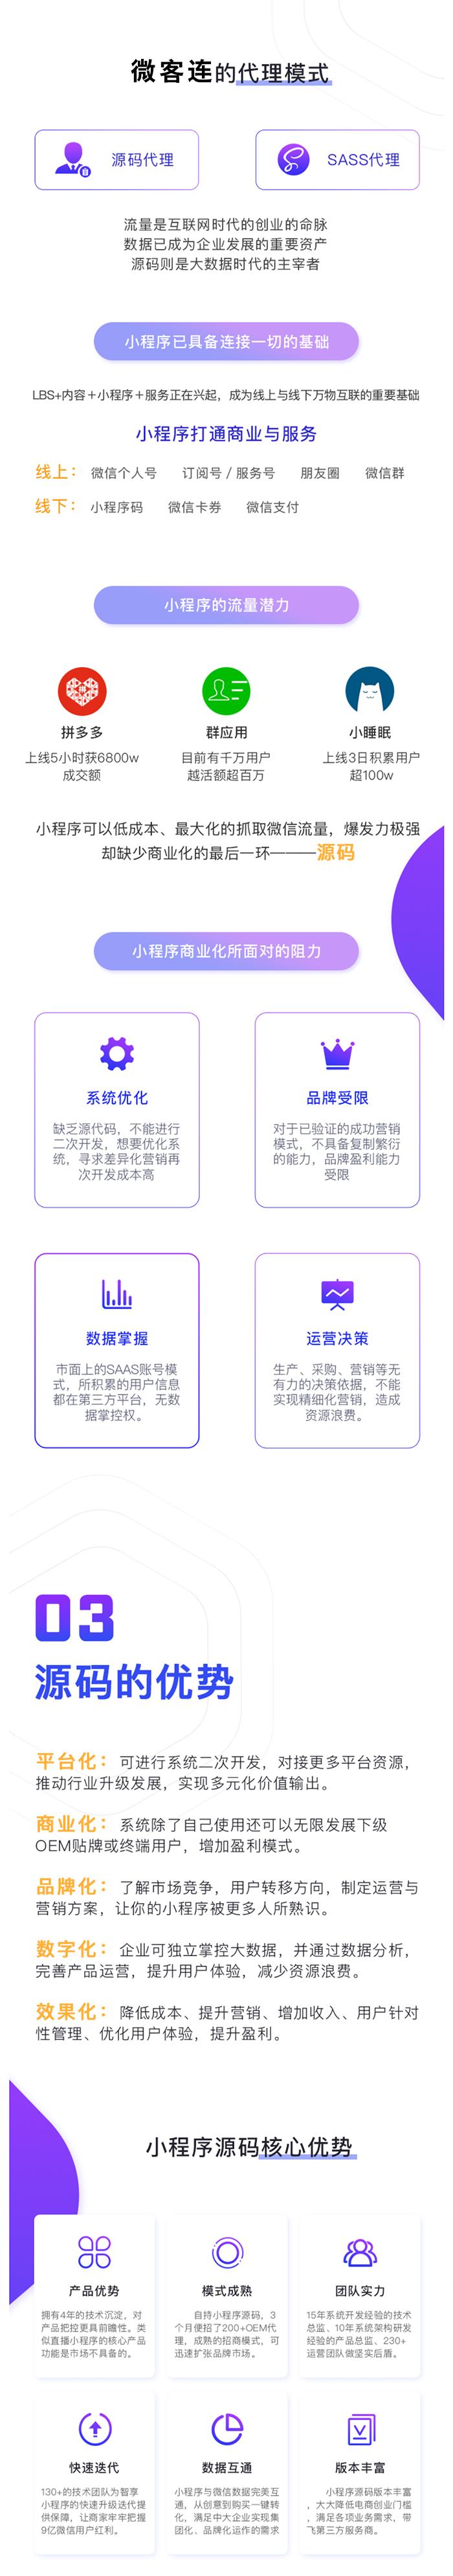 微客连的代理模式
源码代理
SASS代理
流量是互联网时代的创业的命脉
数据已成为企业发展的重要资产
源码则是大数据时代的主宰者
小程序已具备连接一切的基础
LBS+内容+小程序+服务正在兴起，成为线上与线下万物互联的重要基础
小程序打通商业与服务
线上： 微信个人号 订阅号 / 服务号 朋友圈 微信群
线下： 小程序码 微信卡券 微信支付
小程序的流量潜力
拼多多
上线5小时获6800w
成交额
群应用
目前有千万用户
越活额超百万
小睡眠
上线3日积累用户
超100w
小程序可以低成本、最大化的抓取微信流量，爆发力极强
却缺少商业化的最后一环———源码
小程序商业化所面对的阻力
系统优化
缺乏源代码，不能进行
二次开发，想要优化系
统，寻求差异化营销再
次开发成本高
品牌受限
对于已验证的成功营销
模式，不具备复制繁衍
的能力，品牌盈利能力
受限
数据掌握
市面上的SAAS账号模
式，所积累的用户信息
都在第三方平台，无数
据掌控权。
运营决策
生产、采购、营销等无
有力的决策依据，不能
实现精细化营销，造成
资源浪费。
03
源码的优势
平台化：可进行系统二次开发，对接更多平台资源，
推动行业升级发展，实现多元化价值输出。
商业化：系统除了自己使用还可以无限发展下级
OEM贴牌或终端用户，增加盈利模式。
品牌化：了解市场竞争，用户转移方向，制定运营与
营销方案，让你的小程序被更多人所熟识。
数字化：企业可独立掌控大数据，并通过数据分析，
完善产品运营，提升用户体验，减少资源浪费。
效果化：降低成本、提升营销、增加收入、用户针对
性管理、优化用户体验，提升盈利。
小程序源码核心优势
产品优势
拥有4年的技术沉淀，对
产品把控更具前瞻性。类
似直播小程序的核心产品
功能是市场不具备的。
模式成熟
自持小程序源码，3
个月便招了200+OEM代
理，成熟的招商模式，可
迅速扩张品牌市场。
团队实力
15年系统开发经验的技术
总监、10年系统架构研发
经验的产品总监、230+
运营团队做坚实后盾。
快速迭代
130+的技术团队为智享
小程序的快速升级迭代提
供保障，让商家牢牢把握
9亿微信用户红利。
数据互通
小程序与微信数据完美互
通，从创意到购买一键转
化，满足中大企业实现集
团化、品牌化运作的需求
版本丰富
小程序源码版本丰富
，大大降低电商创业门槛
，满足各项业务需求，带
飞第三方服务商。